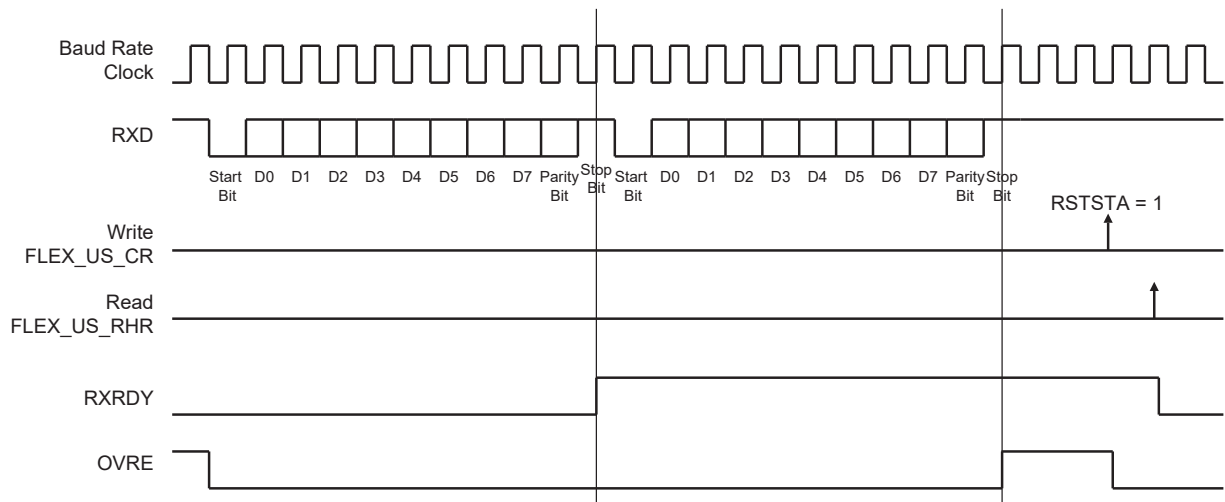 Baud Rate
Clock
RXD
Start D0 D1 D2 D3 D4 D5 D6 D7 Parity Stop Start D0 D1 D2 D3 D4 D5 D6 D7 Parity Stop
Bit Bit Bit Bit Bit Bit
RSTSTA = 1
Write
FLEX_US_CR
Read
FLEX_US_RHR
RXRDY
OVRE